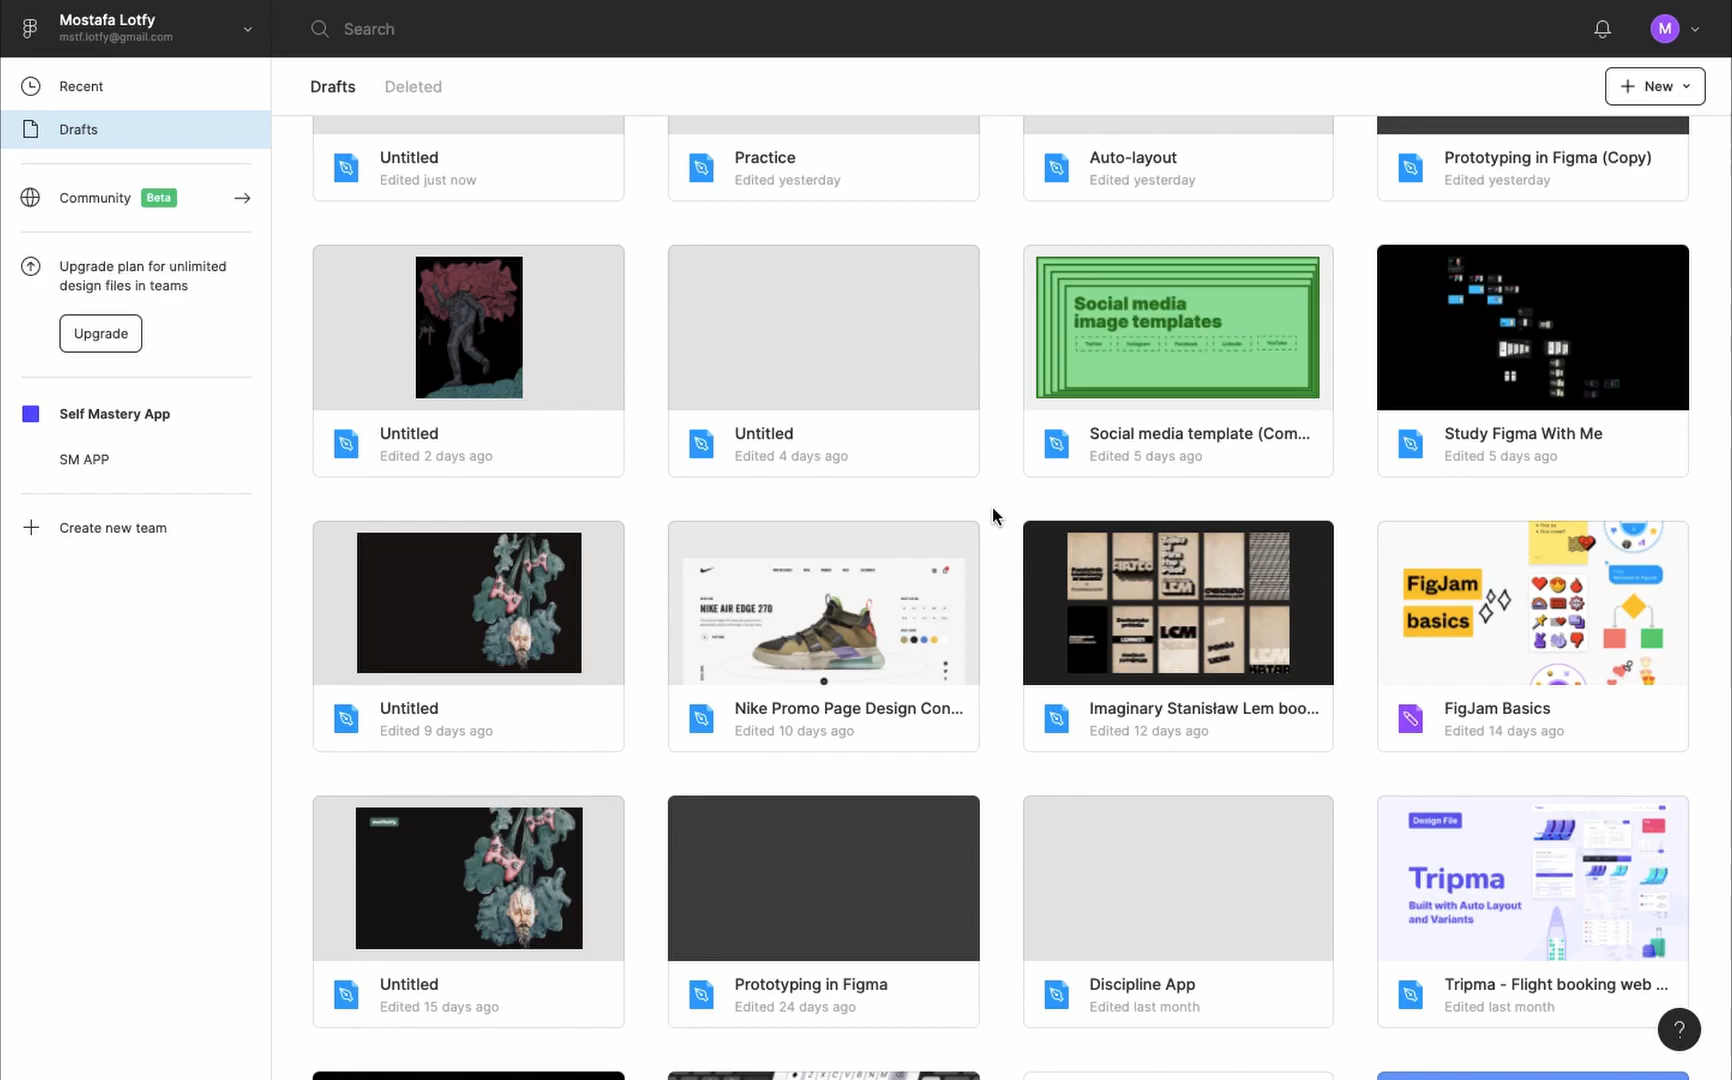 Mostafa Lotfy
mstf.lotfy@gmail.com
Search
M
Recent
Drafts
Community
Beta
Upgrade plan for unlimited
design files in teams
Upgrade
Self Mastery App
SM APP
Create new team
Drafts
Deleted
New
Untitled
Edited just now
Practice
Edited yesterday
Auto-layout
Edited yesterday
Prototyping in Figma (Copy)
Edited yesterday
Untitled
Edited 2 days ago
Untitled
Edited 4 days ago
Social media
image templates
Twitter
Instagram
Facebook
LinkedIn
YouTube
Social media template (Com...
Edited 5 days ago
Study Figma With Me
Edited 5 days ago
Untitled
Edited 9 days ago
NIKE AIR EDGE 270
Nike Promo Page Design Con...
Edited 10 days ago
LCM
Imaginary Stanisław Lem boo...
Edited 12 days ago
FigJam
basics
FigJam Basics
Edited 14 days ago
Untitled
Edited 15 days ago
Prototyping in Figma
Edited 24 days ago
Discipline App
Edited last month
Design File
Tripma
Built with Auto Layout
and Variants
Tripma - Flight booking web ...
Edited last month
Z X C V B N M
?